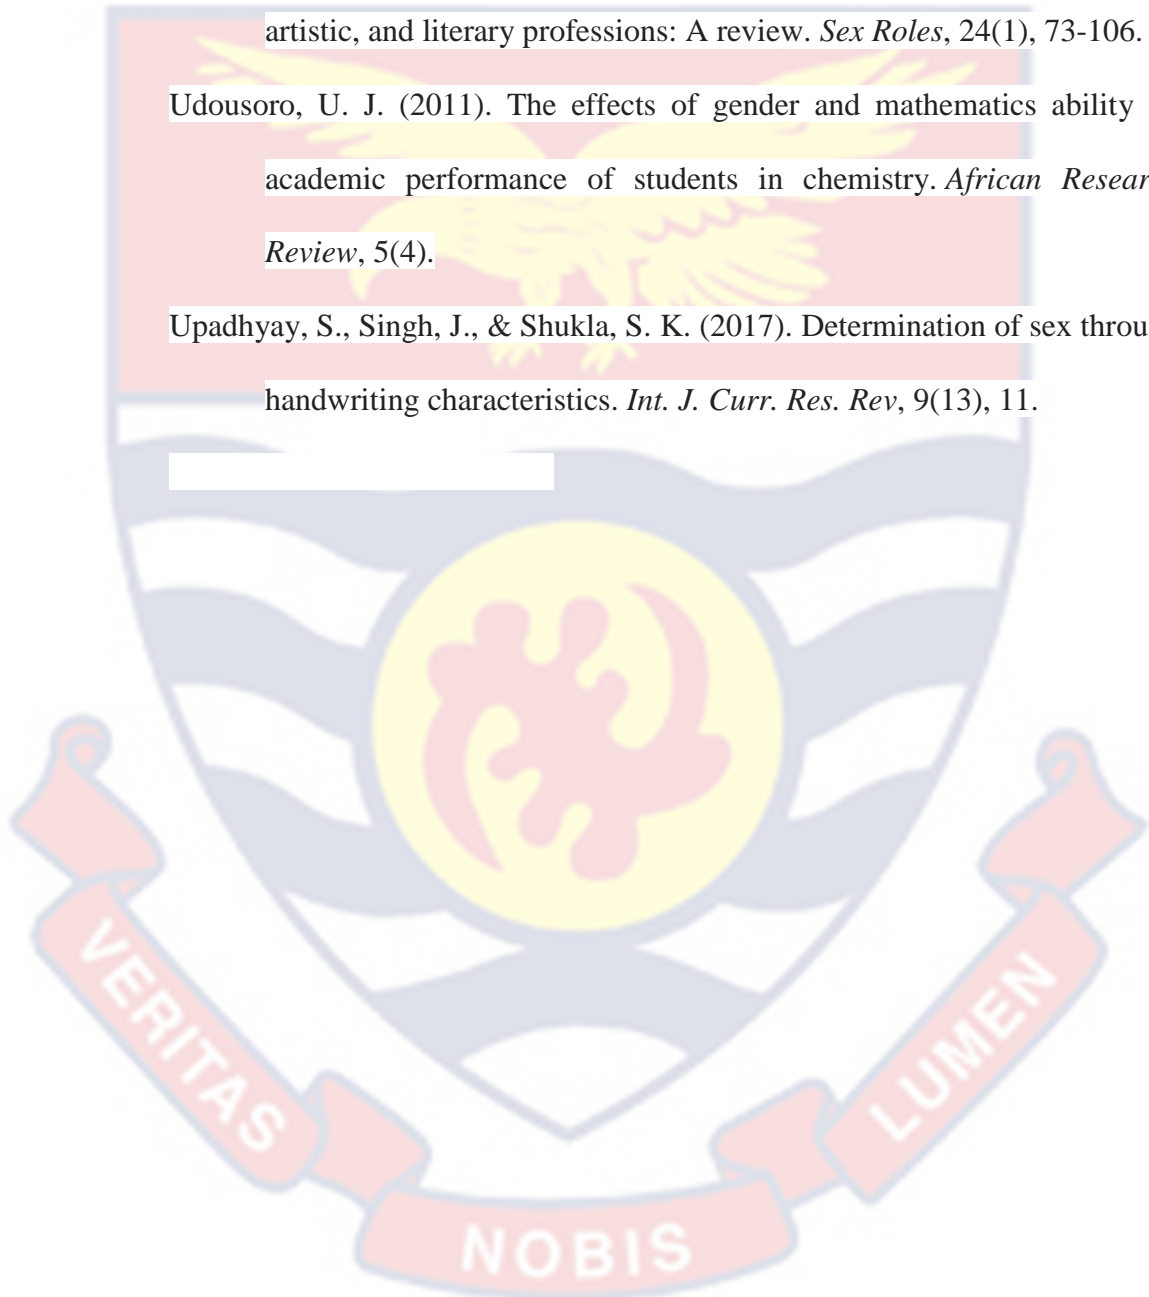 artistic, and literary professions: A review. Sex Roles, 24(1), 73-106.
Udousoro, U. J. (2011). The effects of gender and mathematics ability
academic performance of students in chemistry. African Resear
Review, 5(4).
Upadhyay, S., Singh, J., & Shukla, S. K. (2017). Determination of sex throu
handwriting characteristics. Int. J. Curr. Res. Rev, 9(13), 11.
VERITAS
NOBIS
LUMEN